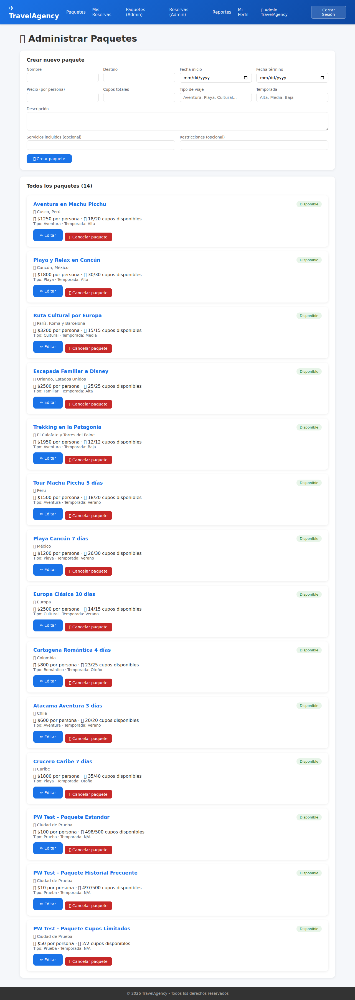 ✈
TravelAgency
Paquetes
Mis
Reservas
Paquetes
(Admin)
Reservas
(Admin)
Reportes
Mi
Perfil
Admin
TravelAgency
Cerrar
Sesión
Administrar Paquetes
Crear nuevo paquete
Nombre Destino Fecha inicio Fecha término
mm/dd/yyyy mm/dd/yyyy
Precio (por persona) Cupos totales Tipo de viaje Temporada
Aventura, Playa, Cultural... Alta, Media, Baja
Descripción
Servicios incluidos (opcional) Restricciones (opcional)
Crear paquete
Todos los paquetes (14)
Aventura en Machu Picchu Disponible
Cusco, Perú
$1250 por persona · 18/20 cupos disponibles
Tipo: Aventura · Temporada: Alta
✏ Editar Cancelar paquete
Playa y Relax en Cancún Disponible
Cancún, México
$1800 por persona · 30/30 cupos disponibles
Tipo: Playa · Temporada: Alta
✏ Editar Cancelar paquete
Ruta Cultural por Europa Disponible
París, Roma y Barcelona
$3200 por persona · 15/15 cupos disponibles
Tipo: Cultural · Temporada: Media
✏ Editar Cancelar paquete
Escapada Familiar a Disney Disponible
Orlando, Estados Unidos
$2500 por persona · 25/25 cupos disponibles
Tipo: Familiar · Temporada: Alta
✏ Editar Cancelar paquete
Trekking en la Patagonia Disponible
El Calafate y Torres del Paine
$1950 por persona · 12/12 cupos disponibles
Tipo: Aventura · Temporada: Baja
✏ Editar Cancelar paquete
Tour Machu Picchu 5 días Disponible
Perú
$1500 por persona · 18/20 cupos disponibles
Tipo: Aventura · Temporada: Verano
✏ Editar Cancelar paquete
Playa Cancún 7 días Disponible
México
$1200 por persona · 26/30 cupos disponibles
Tipo: Playa · Temporada: Verano
✏ Editar Cancelar paquete
Europa Clásica 10 días Disponible
Europa
$2500 por persona · 14/15 cupos disponibles
Tipo: Cultural · Temporada: Verano
✏ Editar Cancelar paquete
Cartagena Romántica 4 días Disponible
Colombia
$800 por persona · 23/25 cupos disponibles
Tipo: Romántico · Temporada: Otoño
✏ Editar Cancelar paquete
Atacama Aventura 3 días Disponible
Chile
$600 por persona · 20/20 cupos disponibles
Tipo: Aventura · Temporada: Verano
✏ Editar Cancelar paquete
Crucero Caribe 7 días Disponible
Caribe
$1800 por persona · 35/40 cupos disponibles
Tipo: Playa · Temporada: Otoño
✏ Editar Cancelar paquete
PW Test - Paquete Estandar Disponible
Ciudad de Prueba
$100 por persona · 498/500 cupos disponibles
Tipo: Prueba · Temporada: N/A
✏ Editar Cancelar paquete
PW Test - Paquete Historial Frecuente Disponible
Ciudad de Prueba
$10 por persona · 497/500 cupos disponibles
Tipo: Prueba · Temporada: N/A
✏ Editar Cancelar paquete
PW Test - Paquete Cupos Limitados Disponible
Ciudad de Prueba
$50 por persona · 2/2 cupos disponibles
Tipo: Prueba · Temporada: N/A
✏ Editar Cancelar paquete
© 2026 TravelAgency - Todos los derechos reservados